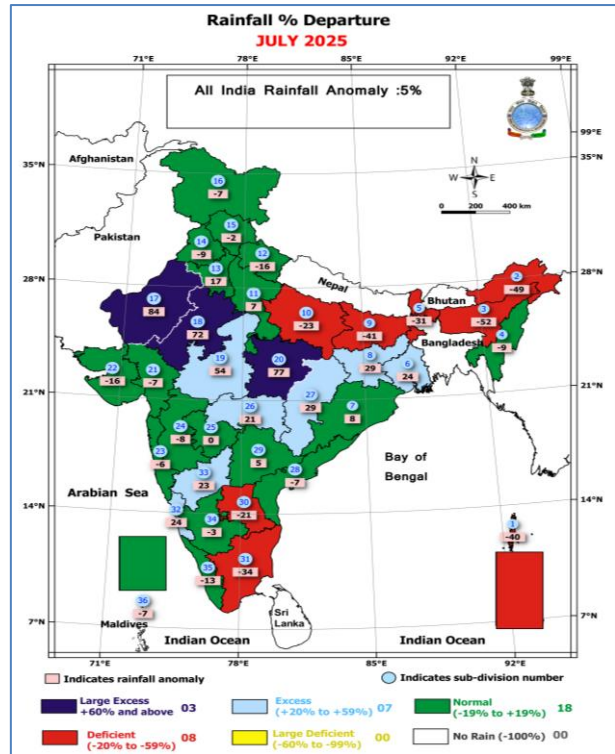 Rainfall % Departure
JULY 2025
71°E 78°E 85°E 92°E 99°E
All India Rainfall Anomaly :5%
99°E
35°N
35°N
Afghanistan
N
W E
S
0 200 400 km
16
-7
15
-2
Pakistan
14
-9
12
-16
13
17
28°N
28°N
Nepal
2
-49
Bhutan
17
84
11
7
10
-23
5
-31
3
-52
18
72
9
-41
4
-9
Bangladesh
19
54
20
77
8
29
6
24
22
-16
21
-7
21°N
21°N
27
29
26
21
7
8
24
-8
25
0
23
-6
29
5
28
-7
Bay of
Bengal
33
23
Arabian Sea
14°N
14°N
30
-21
32
24
34
-3
1
-40
31
-34
35
-13
36
-7
Maldives
7°N
7°N
Sri
Lanka
Indian Ocean
Indian Ocean
71°E 78°E 85°E 92°E
Indicates rainfall anomaly
Indicates sub-division number
Large Excess
+60% and above 03
Excess
(+20% to +59%) 07
Normal
(-19% to +19%) 18
Deficient
(-20% to -59%) 08
Large Deficient
(-60% to -99%) 00
No Rain (-100%) 00